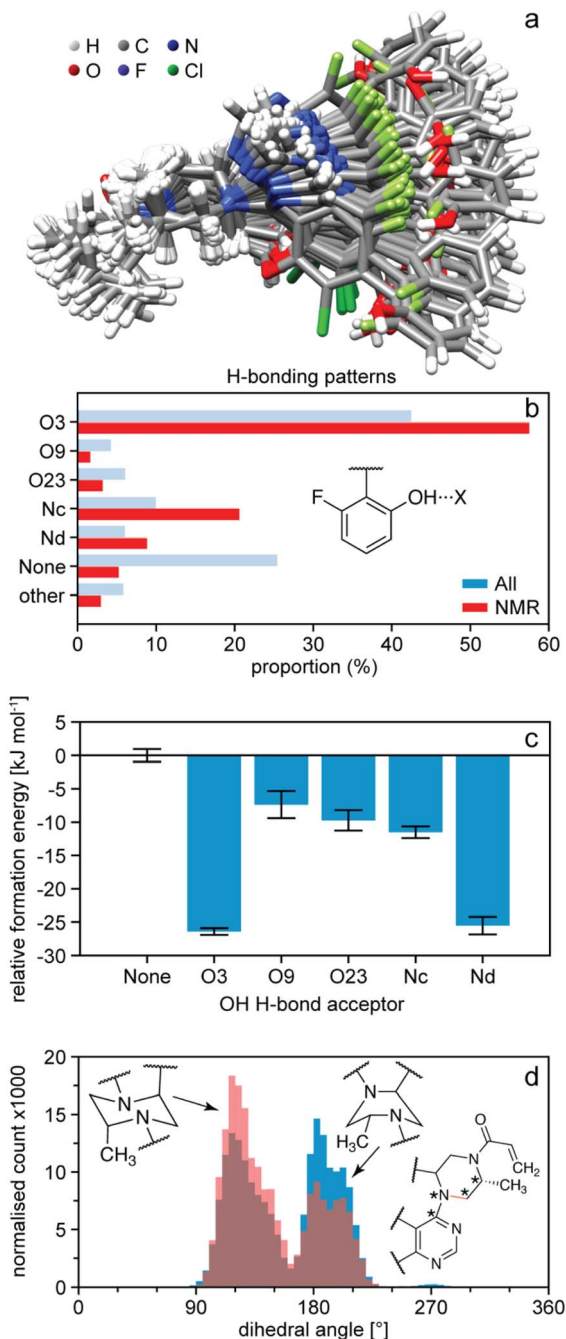 a
H C N
O F Cl
H-bonding patterns
b
O3
O9
O23
Nc
Nd
None
other
F OH···X
All
NMR
0 10 20 30 40 50 60
proportion (%)
c
relative formation energy [kJ mol⁻¹]
5
0
-5
-10
-15
-20
-25
-30
None O3 O9 O23 Nc Nd
OH H-bond acceptor
d
normalised count x1000
20
15
10
5
0
N
N
CH₃
N
N
H₃C
O
N
CH₂
*
N* * CH₃
*
N
N
0 90 180 270 360
dihedral angle [°]